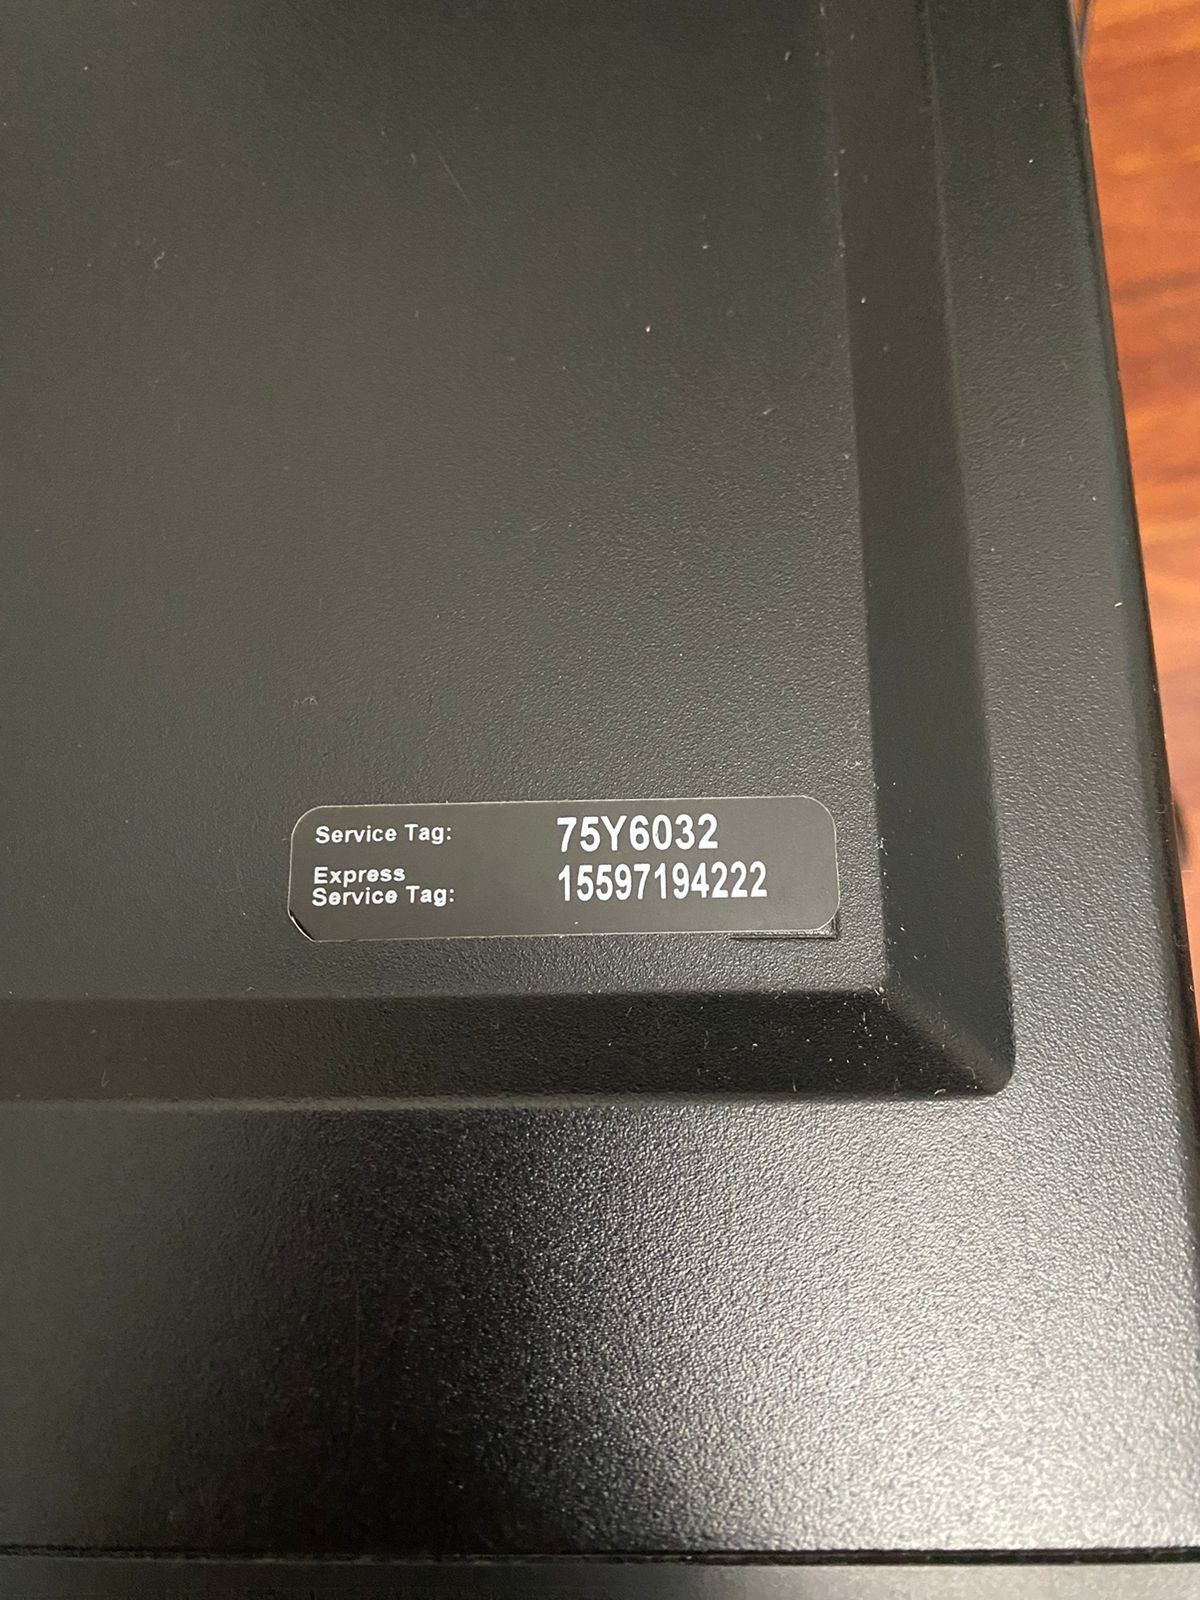 Service Tag: 75Y6032
Express
Service Tag: 15597194222